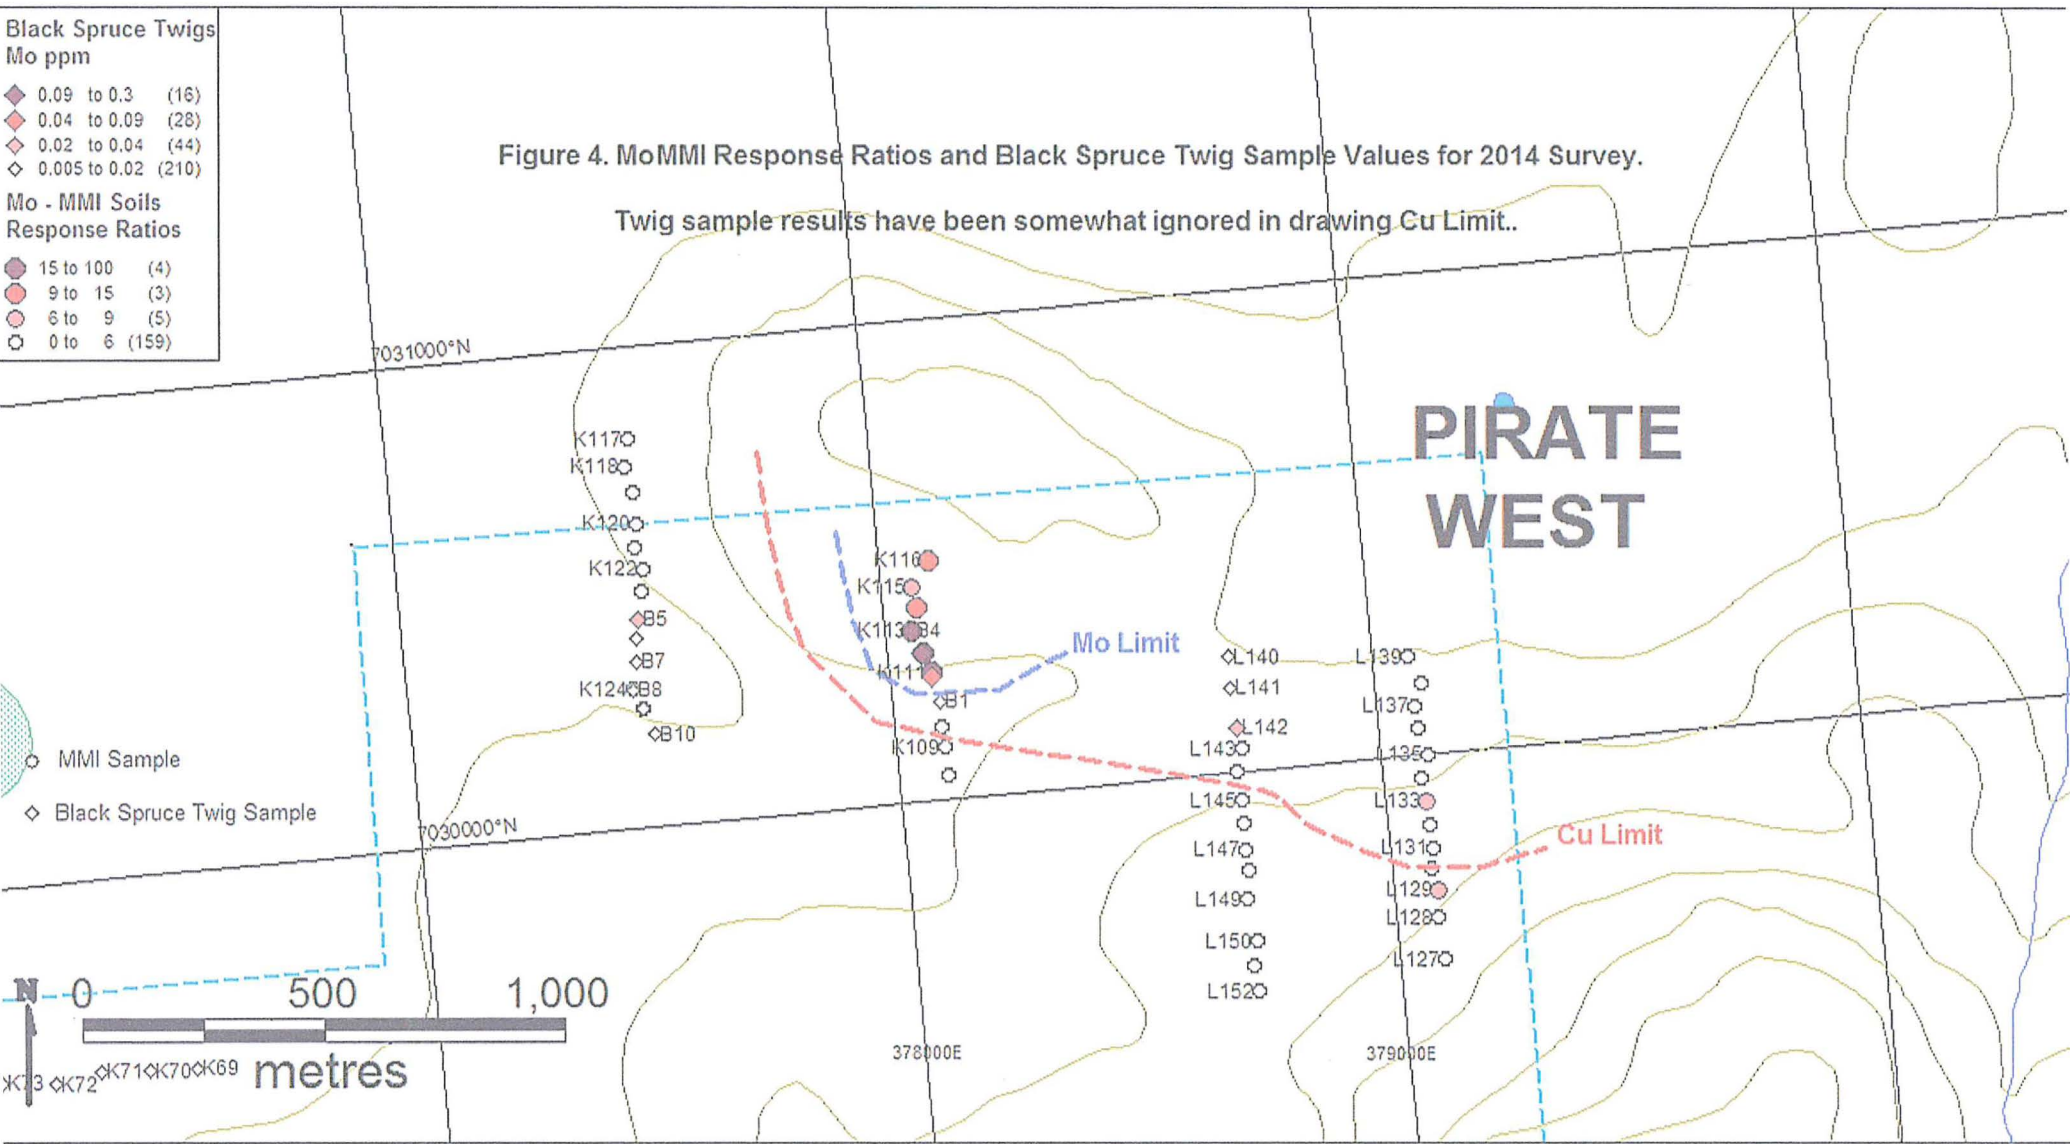 Black Spruce Twigs
Mo ppm
0.09 to 0.3 (16)
0.04 to 0.09 (28)
0.02 to 0.04 (44)
0.005 to 0.02 (210)
Mo - MMI Soils
Response Ratios
15 to 100 (4)
9 to 15 (3)
6 to 9 (5)
0 to 6 (159)
Figure 4. MoMMI Response Ratios and Black Spruce Twig Sample Values for 2014 Survey.
Twig sample results have been somewhat ignored in drawing Cu Limit..
7031000°N
PIRATE
WEST
K117
K118
K120
K122
B5
B7
K124 B8
B10
K116
K115
K113 B4
K111
B1
K109
Mo Limit
L140
L141
L142
L143
L145
L147
L149
L150
L152
L139
L137
L135
L133
L131
L129
L128
L127
Cu Limit
MMI Sample
Black Spruce Twig Sample
7030000°N
N
0 500 1,000
metres
K73 K72 K71 K70 K69
378000E
379000E